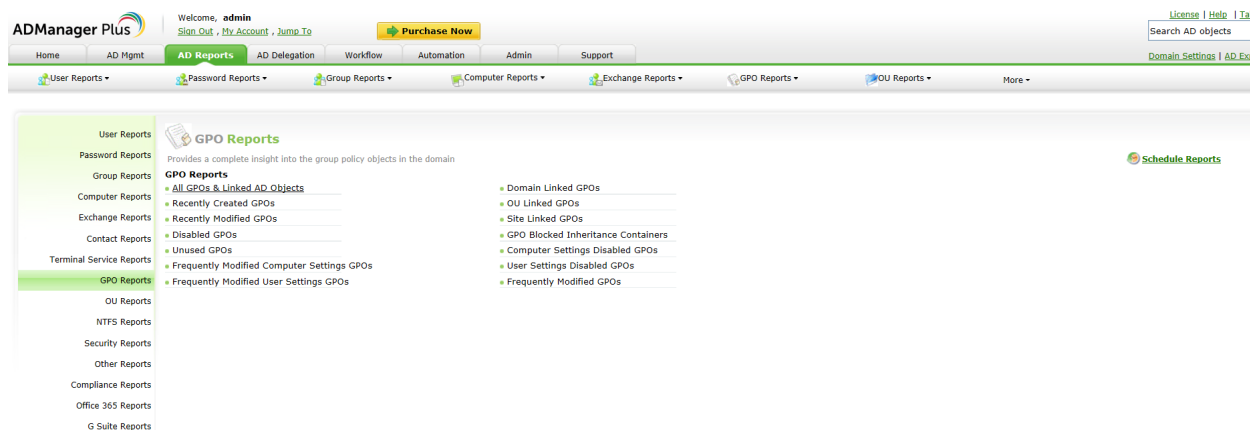 ADManager Plus
Welcome, admin
Sign Out , My Account , Jump To
Purchase Now
License | Help | Ta
Search AD objects
Home AD Mgmt AD Reports AD Delegation Workflow Automation Admin Support
Domain Settings | AD Ex
User Reports Password Reports Group Reports Computer Reports Exchange Reports GPO Reports OU Reports More
User Reports
Password Reports
Group Reports
Computer Reports
Exchange Reports
Contact Reports
Terminal Service Reports
GPO Reports
OU Reports
NTFS Reports
Security Reports
Other Reports
Compliance Reports
Office 365 Reports
G Suite Reports
GPO Reports
Provides a complete insight into the group policy objects in the domain
Schedule Reports
GPO Reports
All GPOs & Linked AD Objects
Recently Created GPOs
Recently Modified GPOs
Disabled GPOs
Unused GPOs
Frequently Modified Computer Settings GPOs
Frequently Modified User Settings GPOs
Domain Linked GPOs
OU Linked GPOs
Site Linked GPOs
GPO Blocked Inheritance Containers
Computer Settings Disabled GPOs
User Settings Disabled GPOs
Frequently Modified GPOs